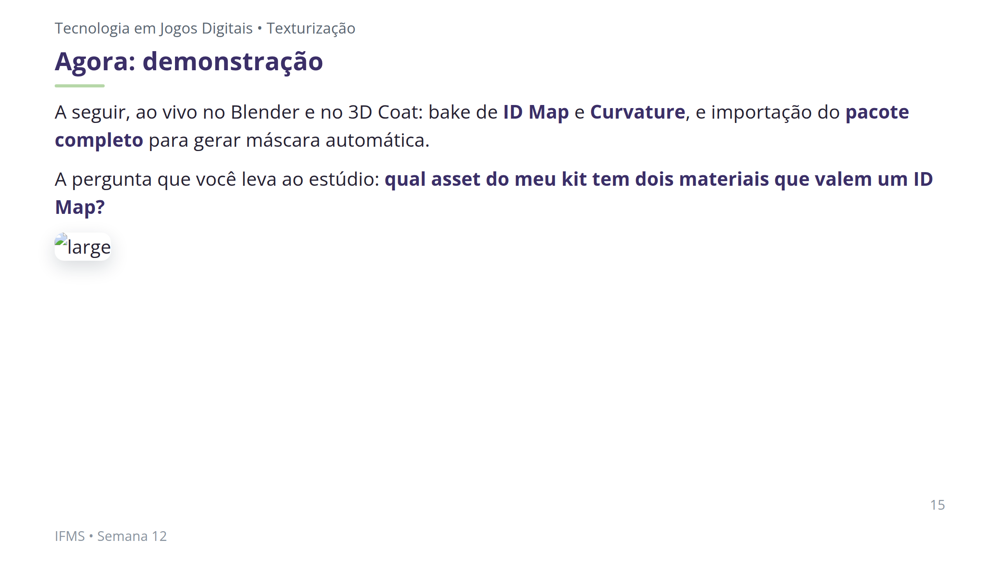 Tecnologia em Jogos Digitais • Texturização
Agora: demonstração
A seguir, ao vivo no Blender e no 3D Coat: bake de ID Map e Curvature, e importação do pacote
completo para gerar máscara automática.
A pergunta que você leva ao estúdio: qual asset do meu kit tem dois materiais que valem um ID
Map?
large
15
IFMS • Semana 12